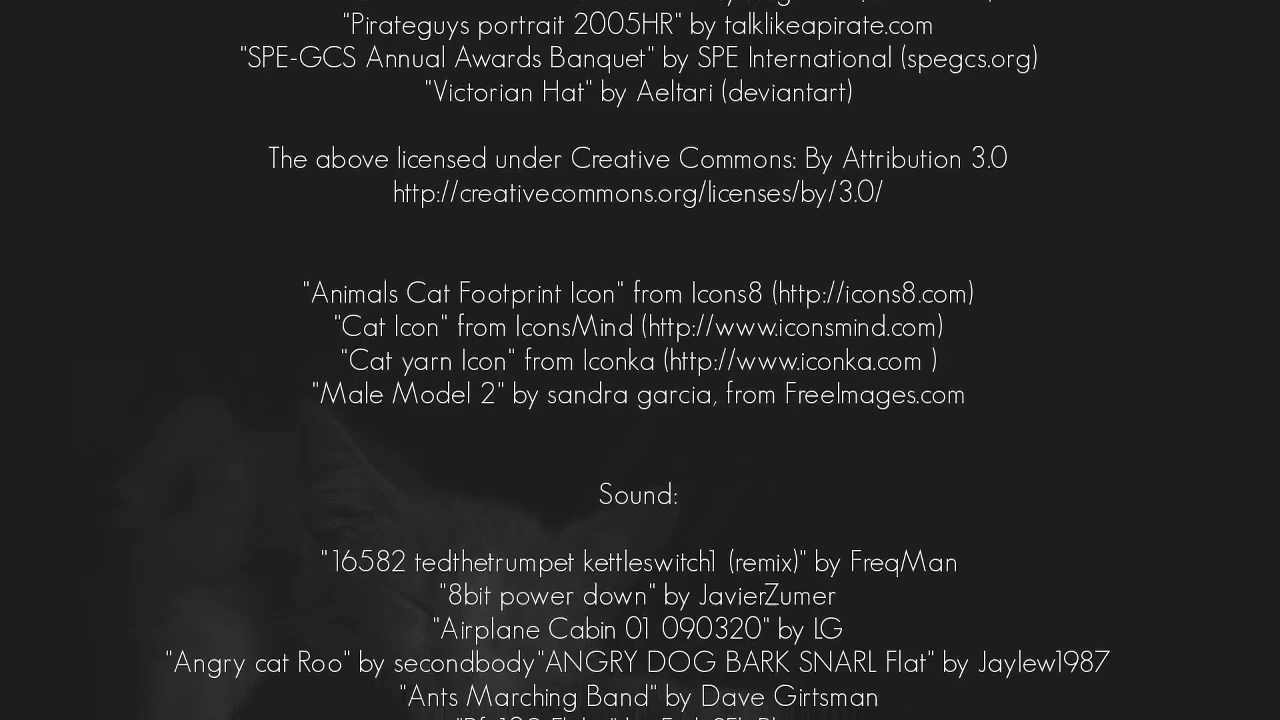 "Pirateguys portrait 2005HR" by talklikeapirate.com
"SPE-GCS Annual Awards Banquet" by SPE International (spegcs.org)
"Victorian Hat" by Aeltari (deviantart)
The above licensed under Creative Commons: By Attribution 3.0
http://creativecommons.org/licenses/by/3.0/
"Animals Cat Footprint Icon" from Icons8 (http://icons8.com)
"Cat Icon" from IconsMind (http://www.iconsmind.com)
"Cat yarn Icon" from Iconka (http://www.iconka.com )
"Male Model 2" by sandra garcia, from FreeImages.com
Sound:
"16582 tedthetrumpet kettleswitch1 (remix)" by FreqMan
"8bit power down" by JavierZumer
"Airplane Cabin 01 090320" by LG
"Angry cat Roo" by secondbody"ANGRY DOG BARK SNARL Flat" by Jaylew1987
"Ants Marching Band" by Dave Girtsman